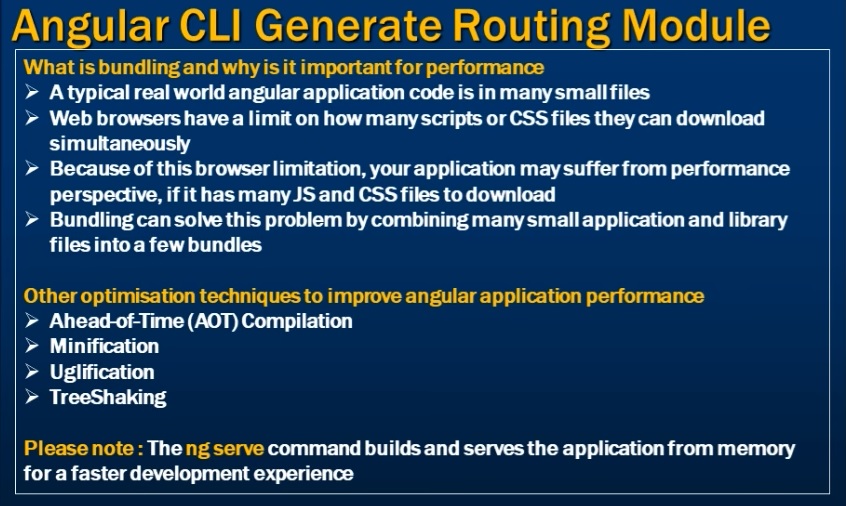 Angular CLI Generate Routing Module
What is bundling and why is it important for performance
➢ A typical real world angular application code is in many small files
➢ Web browsers have a limit on how many scripts or CSS files they can download
simultaneously
➢ Because of this browser limitation, your application may suffer from performance
perspective, if it has many JS and CSS files to download
➢ Bundling can solve this problem by combining many small application and library
files into a few bundles
Other optimisation techniques to improve angular application performance
➢ Ahead-of-Time (AOT) Compilation
➢ Minification
➢ Uglification
➢ TreeShaking
Please note : The ng serve command builds and serves the application from memory
for a faster development experience